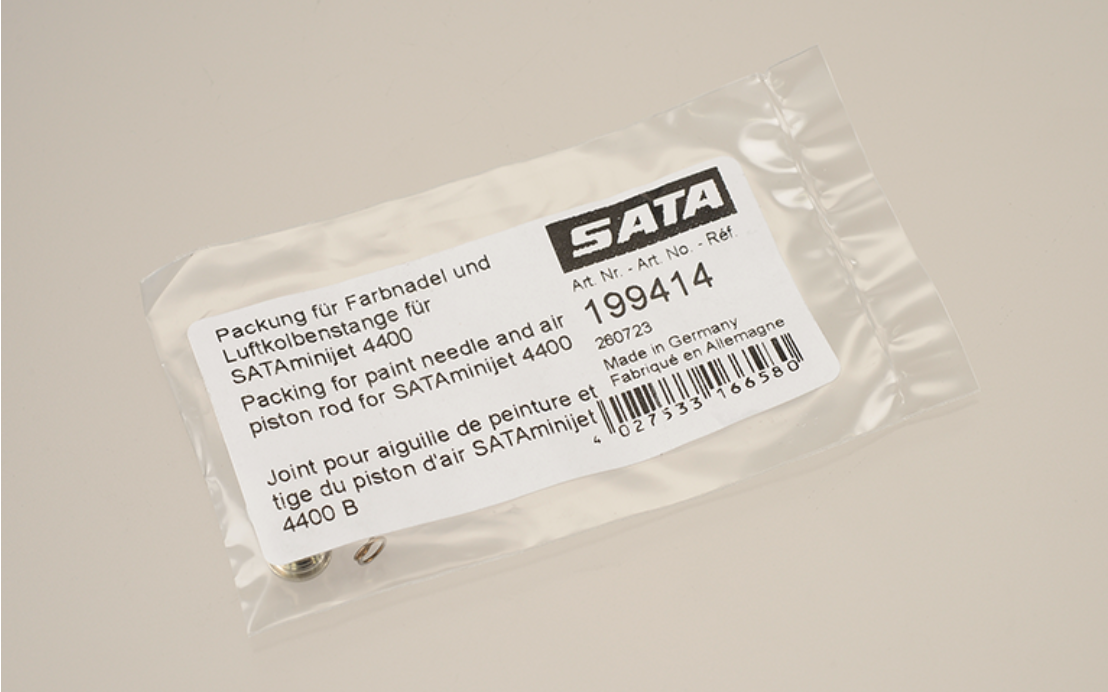 Packung für Farbnadel und
Luftkolbenstange für
SATAminijet 4400
Packing for paint needle and air
piston rod for SATAminijet 4400
Joint pour aiguille de peinture et
tige du piston d'air SATAminijet
4400 B
SATA
Art. Nr. - Art. No. - Réf.
199414
260723
Made in Germany
Fabriqué en Allemagne
4 027533 166580